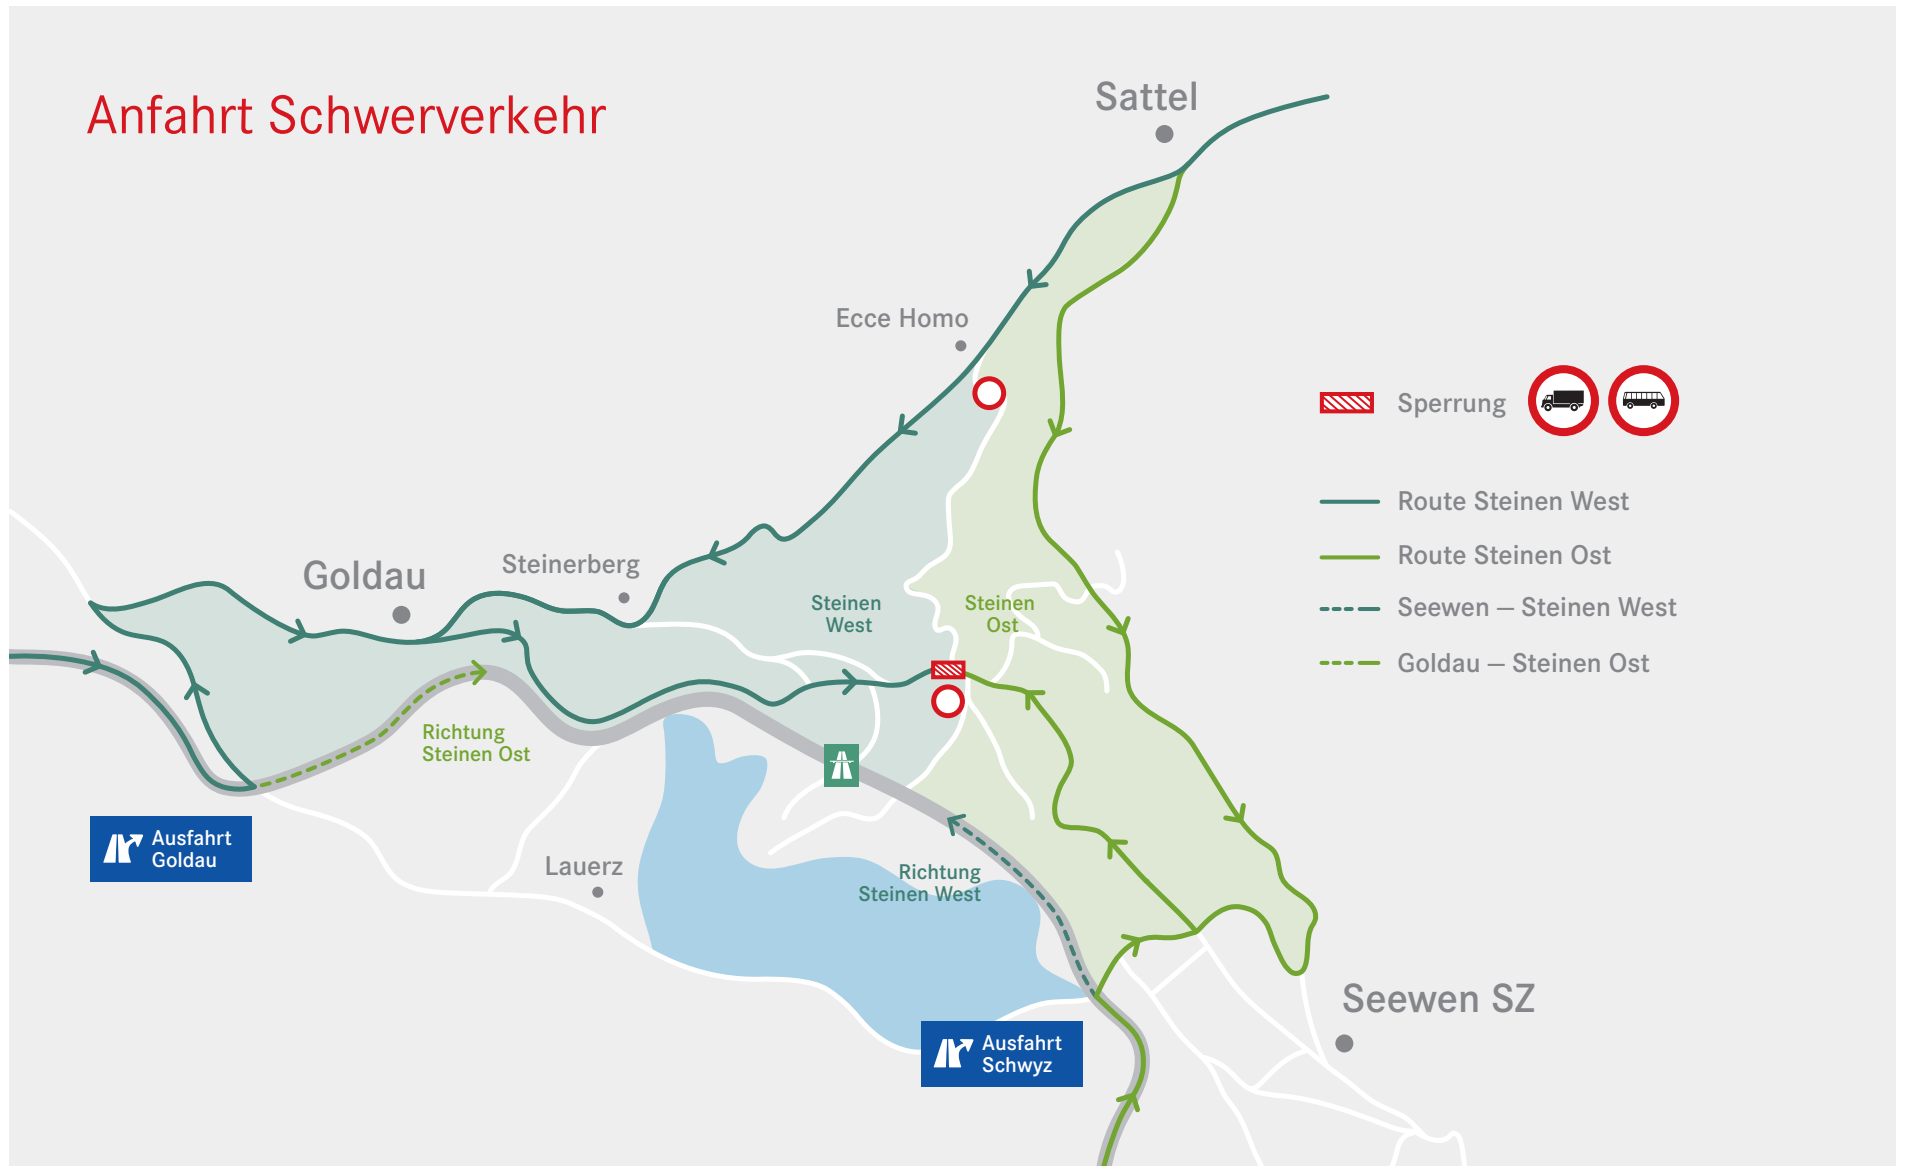 Anfahrt Schwerverkehr
Sattel
Ecce Homo
Sperrung
Route Steinen West
Route Steinen Ost
Seewen – Steinen West
Goldau – Steinen Ost
Goldau
Steinerberg
Steinen
West
Steinen
Ost
Richtung
Steinen Ost
Ausfahrt
Goldau
Lauerz
Richtung
Steinen West
Seewen SZ
Ausfahrt
Schwyz